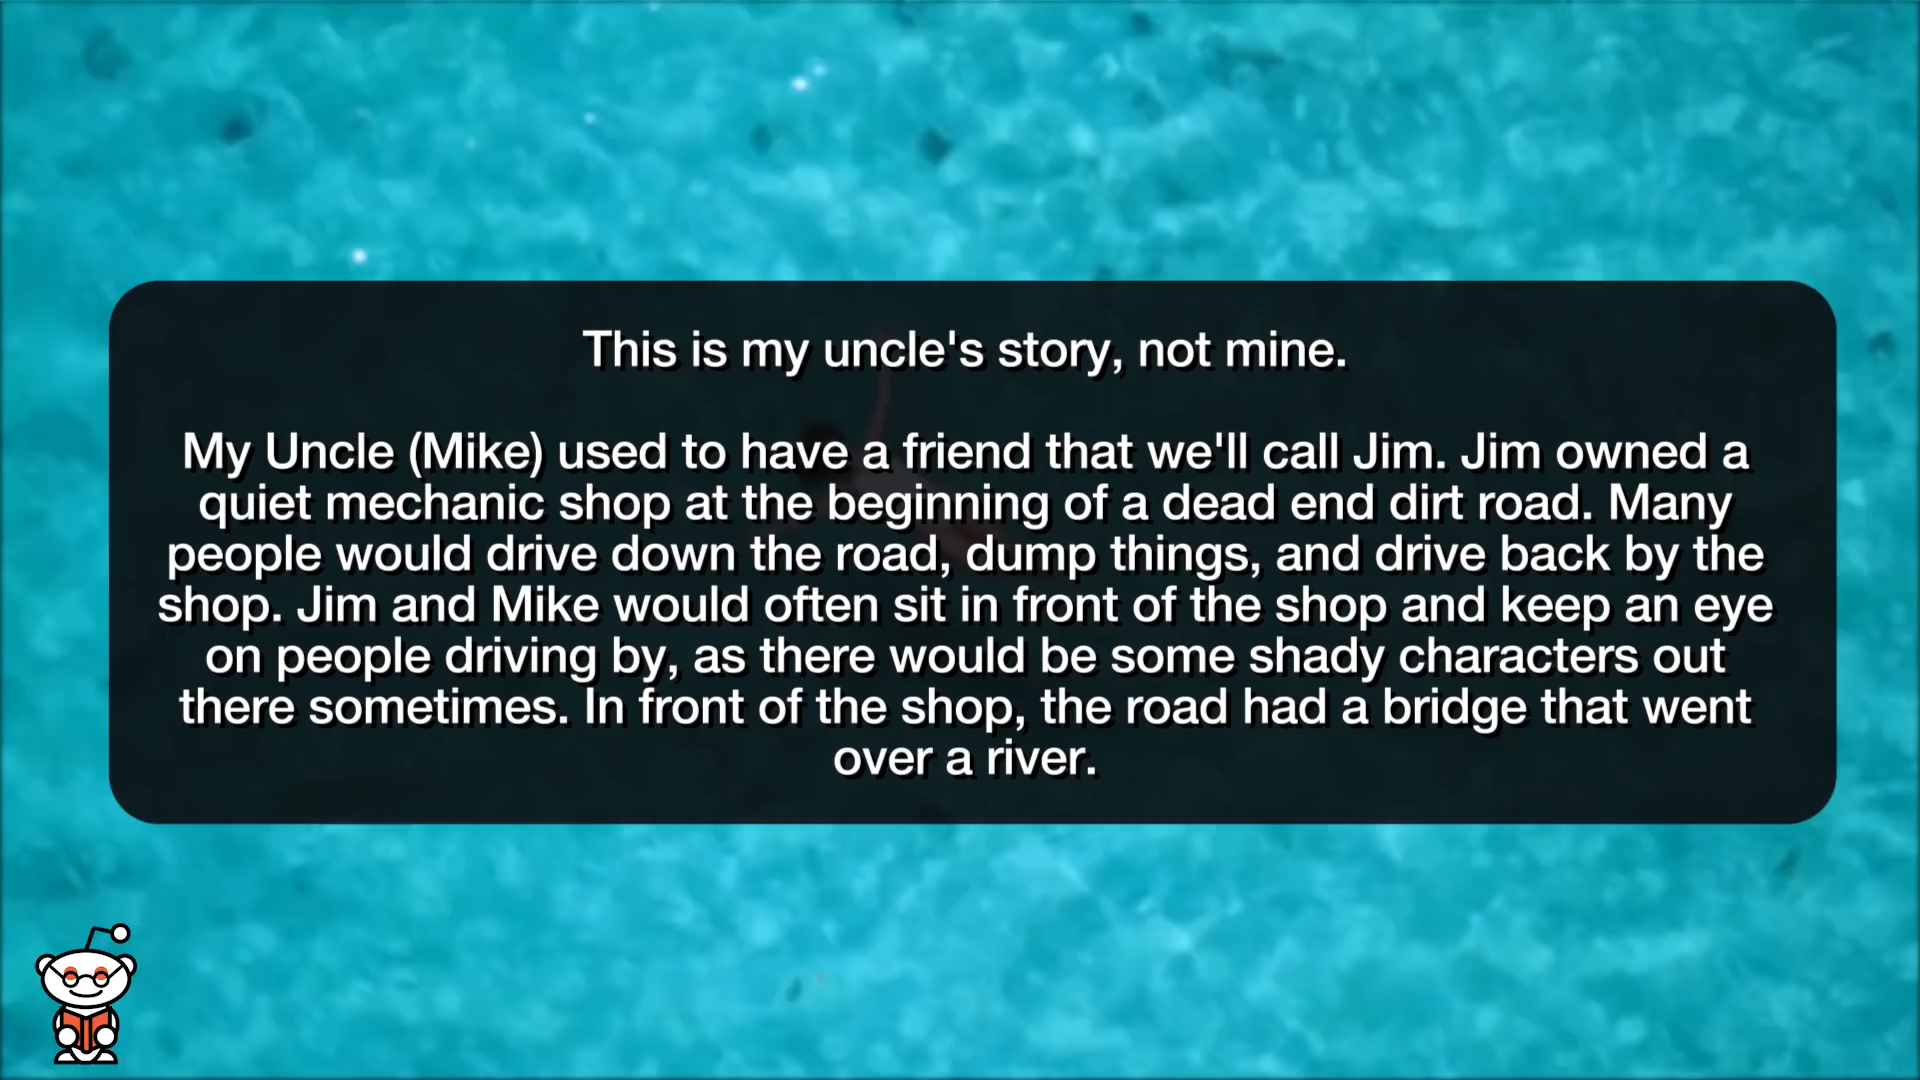 This is my uncle's story, not mine.
My Uncle (Mike) used to have a friend that we'll call Jim. Jim owned a
quiet mechanic shop at the beginning of a dead end dirt road. Many
people would drive down the road, dump things, and drive back by the
shop. Jim and Mike would often sit in front of the shop and keep an eye
on people driving by, as there would be some shady characters out
there sometimes. In front of the shop, the road had a bridge that went
over a river.